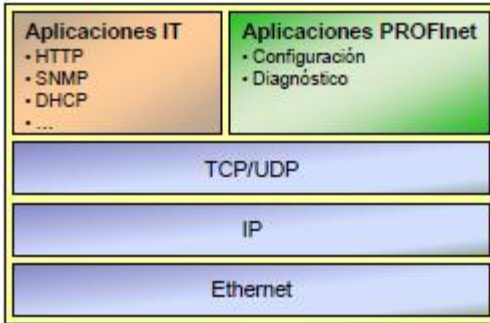 Aplicaciones IT
• HTTP
• SNMP
• DHCP
• ...
Aplicaciones PROFInet
• Configuración
• Diagnóstico
TCP/UDP
IP
Ethernet